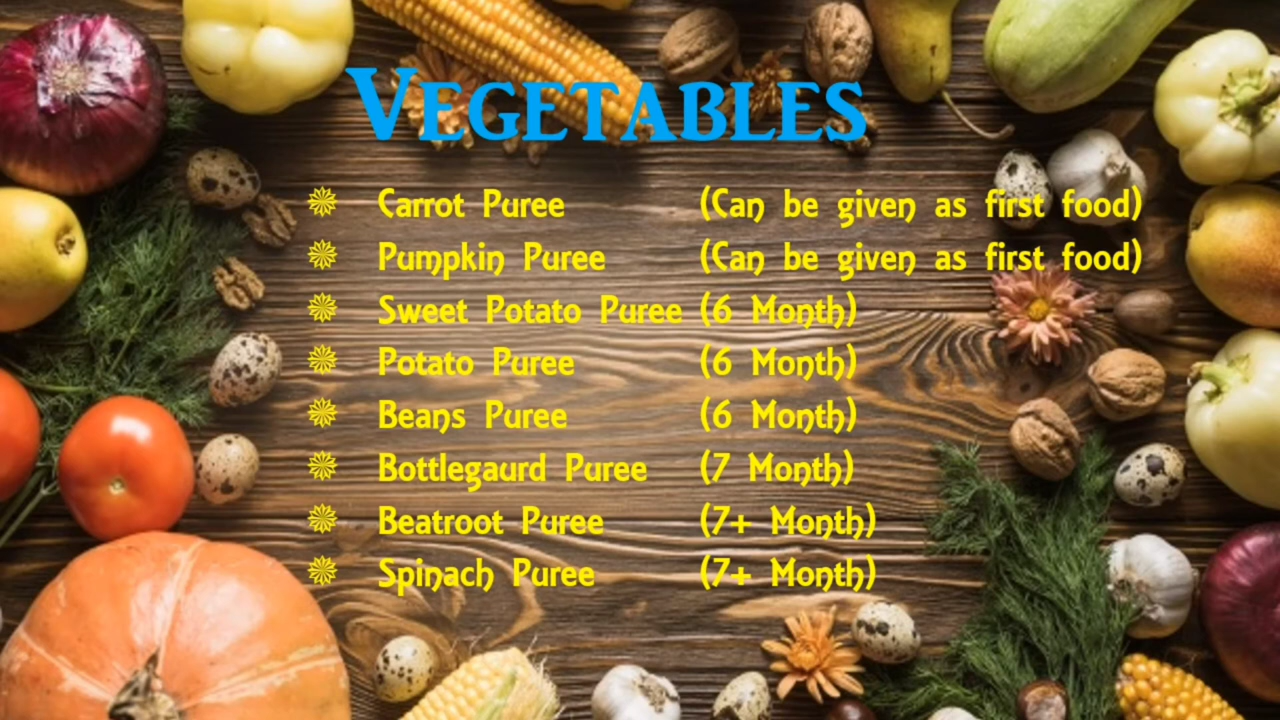 VEGETABLES
Carrot Puree (Can be given as first food)
Pumpkin Puree (Can be given as first food)
Sweet Potato Puree (6 Month)
Potato Puree (6 Month)
Beans Puree (6 Month)
Bottlegaurd Puree (7 Month)
Beatroot Puree (7+ Month)
Spinach Puree (7+ Month)